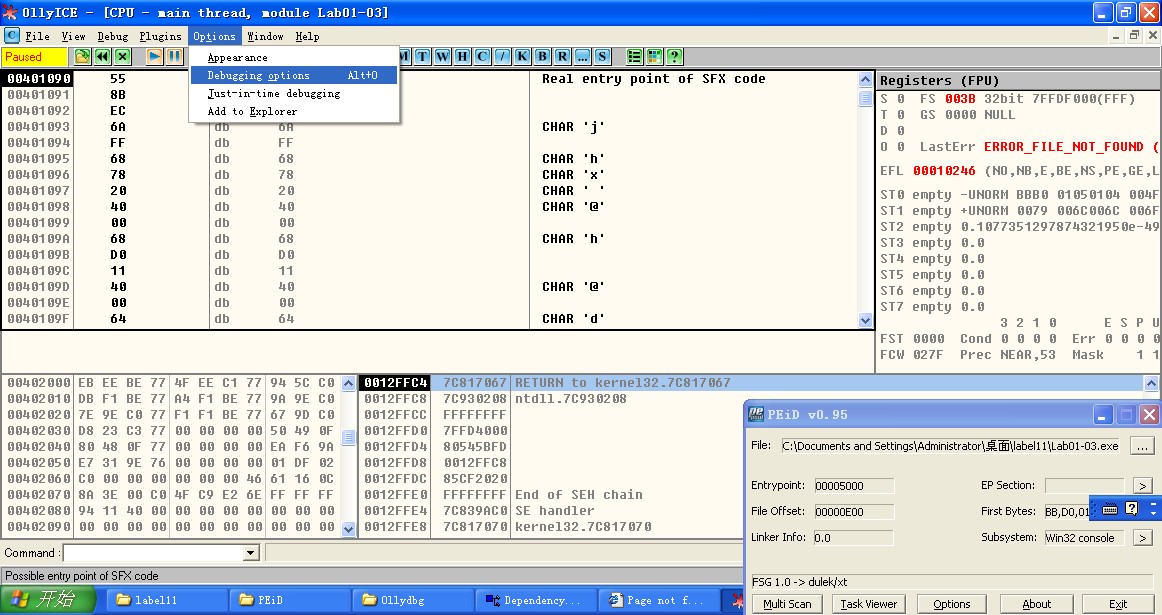 OllyICE - [CPU - main thread, module Lab01-03]
C File View Debug Plugins Options Window Help
Paused M T W H C / K B R ... S ?
Appearance
Debugging options Alt+O
Just-in-time debugging
Add to Explorer
00401090 55 Real entry point of SFX code
00401091 8B
00401092 EC
00401093 6A db 6A CHAR 'j'
00401094 FF db FF
00401095 68 db 68 CHAR 'h'
00401096 78 db 78 CHAR 'x'
00401097 20 db 20 CHAR ' '
00401098 40 db 40 CHAR '@'
00401099 00 db 00
0040109A 68 db 68 CHAR 'h'
0040109B D0 db D0
0040109C 11 db 11
0040109D 40 db 40 CHAR '@'
0040109E 00 db 00
0040109F 64 db 64 CHAR 'd'
Registers (FPU)
S 0 FS 003B 32bit 7FFDF000(FFF)
T 0 GS 0000 NULL
D 0
O 0 LastErr ERROR_FILE_NOT_FOUND (
EFL 00010246 (NO,NB,E,BE,NS,PE,GE,L
ST0 empty -UNORM BBB0 01050104 004F
ST1 empty +UNORM 0079 006C006C 006F
ST2 empty 0.1077351297874321950e-49
ST3 empty 0.0
ST4 empty 0.0
ST5 empty 0.0
ST6 empty 0.0
ST7 empty 0.0
3 2 1 0 E S P U
FST 0000 Cond 0 0 0 0 Err 0 0 0 0
FCW 027F Prec NEAR,53 Mask 1 1
00402000 EB EE BE 77 4F EE C1 77 94 5C C0
00402010 DB F1 BE 77 A4 F1 BE 77 9A 9E C0
00402020 7E 9E C0 77 F1 F1 BE 77 67 9D C0
00402030 D8 23 C3 77 00 00 00 00 50 49 0F
00402040 80 48 0F 77 00 00 00 00 EA F6 9A
00402050 E7 31 9E 76 00 00 00 00 01 DF 02
00402060 C0 00 00 00 00 00 00 46 61 16 0C
00402070 8A 3E 00 C0 4F C9 E2 6E FF FF FF
00402080 94 11 40 00 00 00 00 00 00 00 00
00402090 00 00 00 00 00 00 00 00 00 00 00
0012FFC4 7C817067 RETURN to kernel32.7C817067
0012FFC8 7C930208 ntdll.7C930208
0012FFCC FFFFFFFF
0012FFD0 7FFD4000
0012FFD4 80545BFD
0012FFD8 0012FFC8
0012FFDC 85CF2020
0012FFE0 FFFFFFFF End of SEH chain
0012FFE4 7C839AC0 SE handler
0012FFE8 7C817070 kernel32.7C817070
PEiD v0.95
File: C:\Documents and Settings\Administrator\桌面\label11\Lab01-03.exe ...
Entrypoint: 00005000 EP Section: >
File Offset: 00000E00 First Bytes: BB,D0,01
Linker Info: 0.0 Subsystem: Win32 console >
FSG 1.0 -> dulek/xt
Multi Scan Task Viewer Options About Exit
Command :
Possible entry point of SFX code
开始 label11 PEiD Ollydbg Dependency... Page not f...